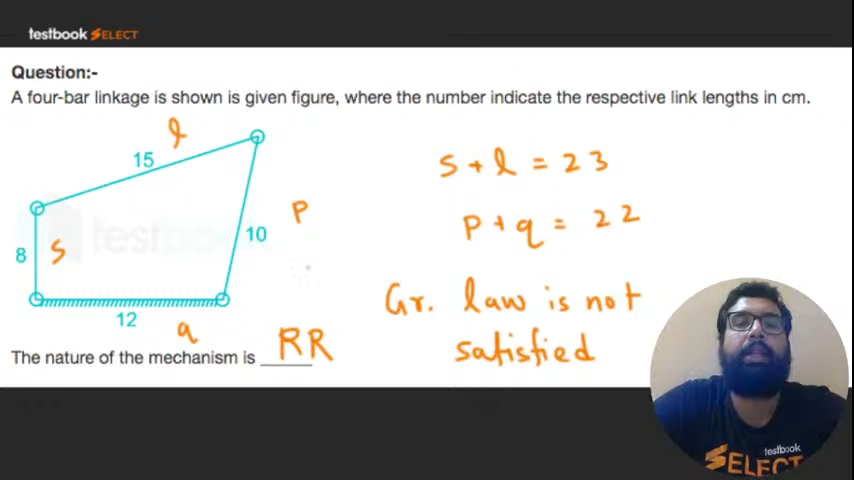 testbook SELECT
Question:-
A four-bar linkage is shown is given figure, where the number indicate the respective link lengths in cm.
l
15
s + l = 23
P
p + q = 22
10
8
s
testbook
Gr. law is not
satisfied
12
q
The nature of the mechanism is RR
testbook
SELECT